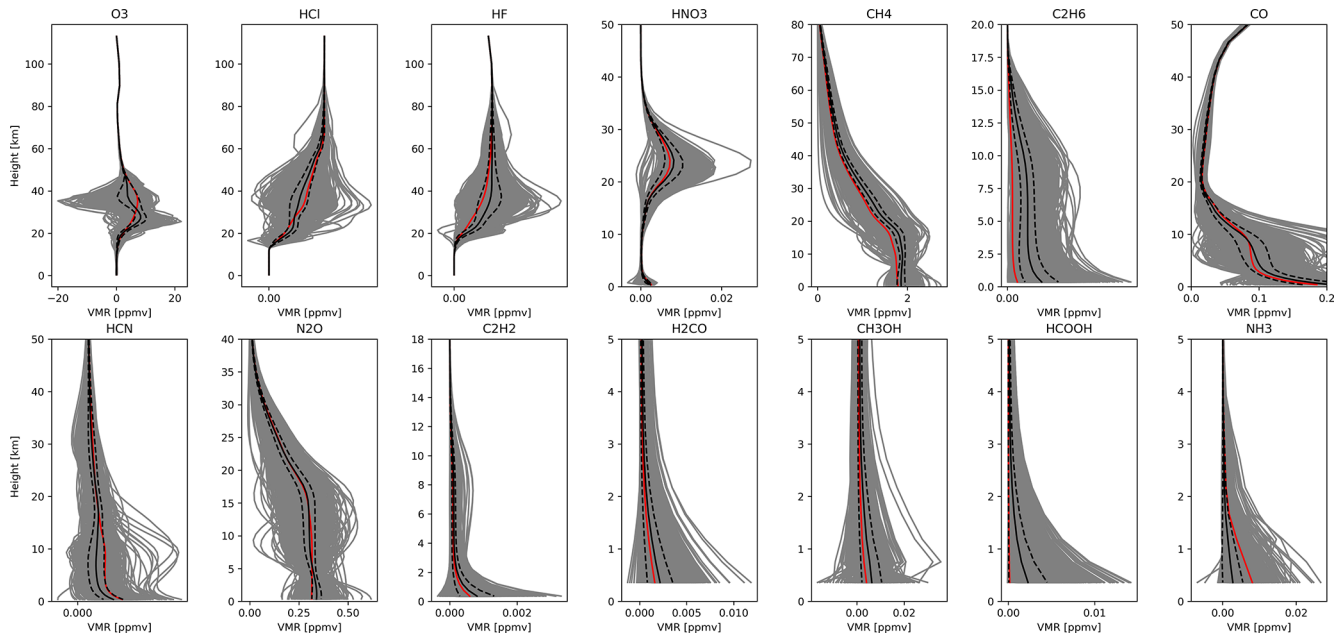 O3 HCl HF HNO3 CH4 C2H6 CO
Height [km]
0 20 40 60 80 100
−20 0 20
VMR [ppmv]
0 20 40 60 80 100
0.00
VMR [ppmv]
0 20 40 60 80 100
0.00
VMR [ppmv]
0 10 20 30 40 50
0.00 0.02
VMR [ppmv]
0 10 20 30 40 50 60 70 80
0 2
VMR [ppmv]
0.0 2.5 5.0 7.5 10.0 12.5 15.0 17.5 20.0
0.00
VMR [ppmv]
0 10 20 30 40 50
0.0 0.1 0.2
VMR [ppmv]
HCN N2O C2H2 H2CO CH3OH HCOOH NH3
Height [km]
0 10 20 30 40 50
0.000
VMR [ppmv]
0 5 10 15 20 25 30 35 40
0.00 0.25 0.50
VMR [ppmv]
0 2 4 6 8 10 12 14 16 18
0.000 0.002
VMR [ppmv]
0 1 2 3 4 5
0.000 0.005 0.010
VMR [ppmv]
0 1 2 3 4 5
0.00 0.02
VMR [ppmv]
0 1 2 3 4 5
0.00 0.01
VMR [ppmv]
0 1 2 3 4 5
0.00 0.02
VMR [ppmv]